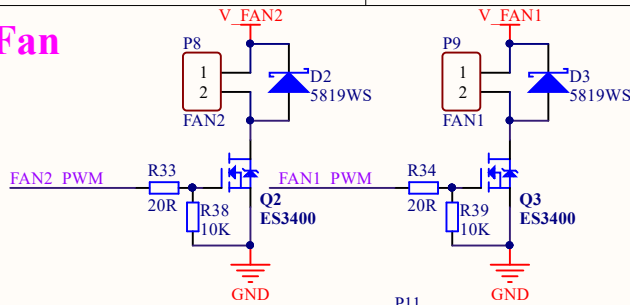 Fan
V_FAN2
V_FAN1
P8
1
2
FAN2
D2
5819WS
P9
1
2
FAN1
D3
5819WS
FAN2_PWM
R33
20R
R38
10K
Q2
ES3400
FAN1_PWM
R34
20R
R39
10K
Q3
ES3400
GND
GND
P11